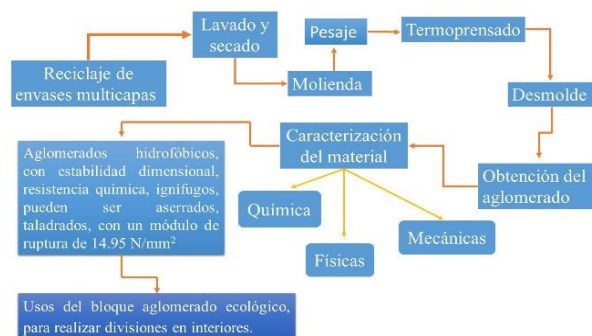 Reciclaje de
envases multicapas
Lavado y
secado
Molienda
Pesaje
Termoprensado
Desmolde
Obtención del
aglomerado
Caracterización
del material
Química
Físicas
Mecánicas
Aglomerados hidrofóbicos,
con estabilidad dimensional,
resistencia química, ignífugos,
pueden ser aserrados,
taladrados, con un módulo de
ruptura de 14.95 N/mm²
Usos del bloque aglomerado ecológico,
para realizar divisiones en interiores.